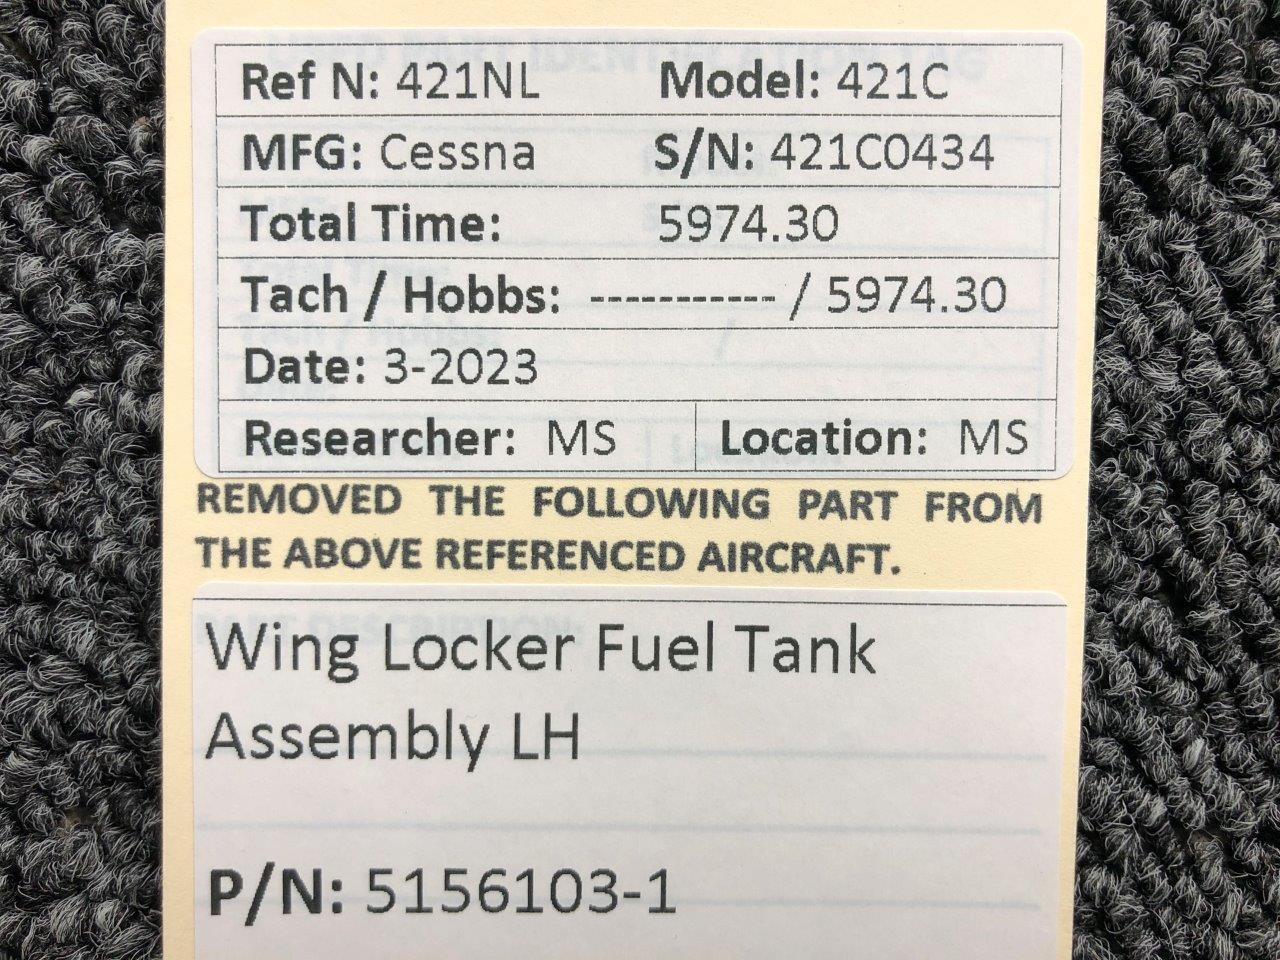 Ref N: 421NL Model: 421C
MFG: Cessna S/N: 421C0434
Total Time: 5974.30
Tach / Hobbs: ----------- / 5974.30
Date: 3-2023
Researcher: MS Location: MS
REMOVED THE FOLLOWING PART FROM
THE ABOVE REFERENCED AIRCRAFT.
Wing Locker Fuel Tank
Assembly LH
P/N: 5156103-1